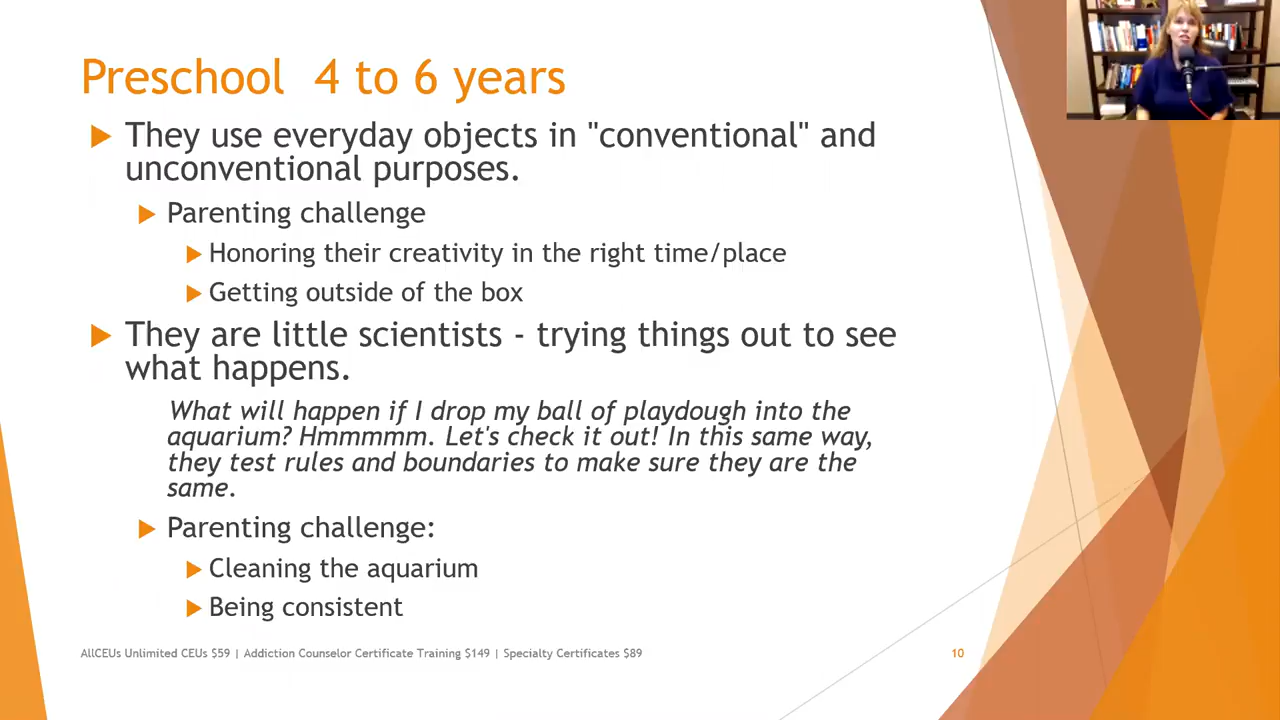 Preschool 4 to 6 years
They use everyday objects in "conventional" and
unconventional purposes.
Parenting challenge
Honoring their creativity in the right time/place
Getting outside of the box
They are little scientists - trying things out to see
what happens.
What will happen if I drop my ball of playdough into the
aquarium? Hmmmmm. Let's check it out! In this same way,
they test rules and boundaries to make sure they are the
same.
Parenting challenge:
Cleaning the aquarium
Being consistent
AllCEUs Unlimited CEUs $59 | Addiction Counselor Certificate Training $149 | Specialty Certificates $89
10